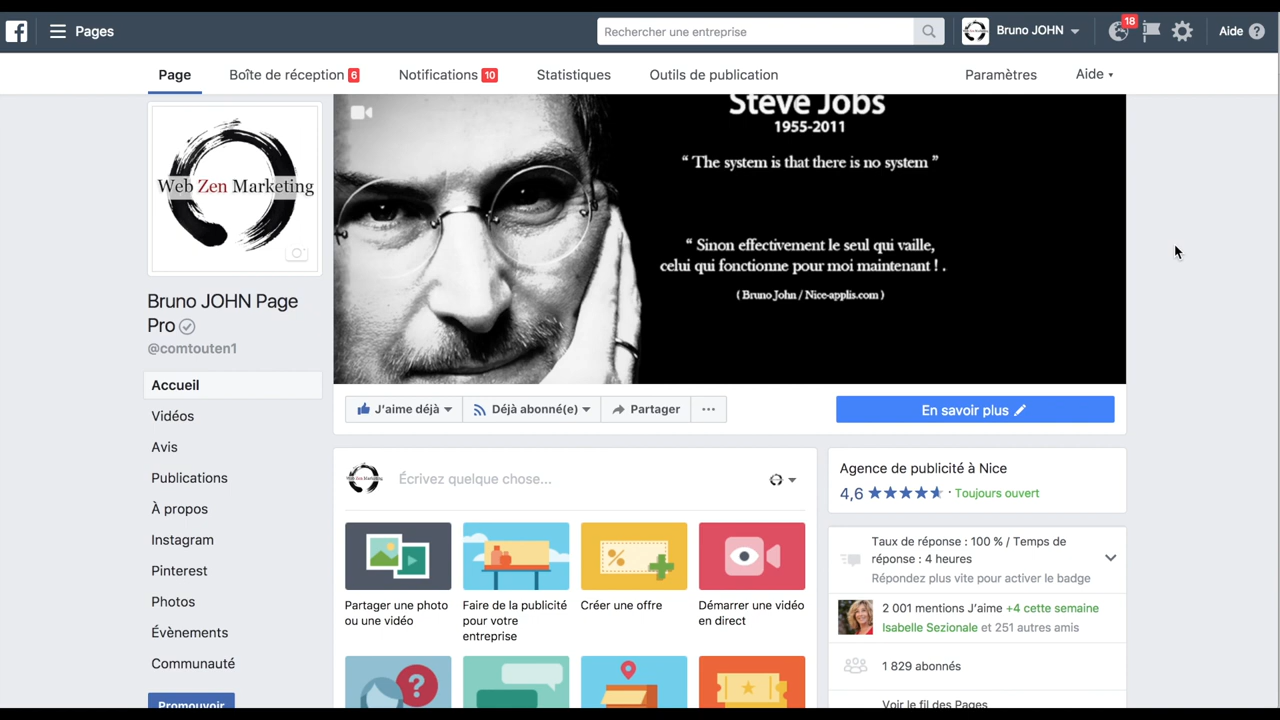 Pages
Rechercher une entreprise
Bruno JOHN
18
Aide
Page
Boîte de réception 6
Notifications 10
Statistiques
Outils de publication
Paramètres
Aide
Web Zen Marketing
Steve Jobs
1955-2011
“ The system is that there is no system ”
“ Sinon effectivement le seul qui vaille,
celui qui fonctionne pour moi maintenant ! .
( Bruno John / Nice-applis.com )
Bruno JOHN Page
Pro
@comtouten1
Accueil
Vidéos
Avis
Publications
À propos
Instagram
Pinterest
Photos
Évènements
Communauté
Promouvoir
J'aime déjà
Déjà abonné(e)
Partager
En savoir plus
Écrivez quelque chose...
Partager une photo
ou une vidéo
Faire de la publicité
pour votre
entreprise
Créer une offre
Démarrer une vidéo
en direct
Agence de publicité à Nice
4,6 · Toujours ouvert
Taux de réponse : 100 % / Temps de
réponse : 4 heures
Répondez plus vite pour activer le badge
2 001 mentions J'aime +4 cette semaine
Isabelle Sezionale et 251 autres amis
1 829 abonnés
Voir le fil des Pages